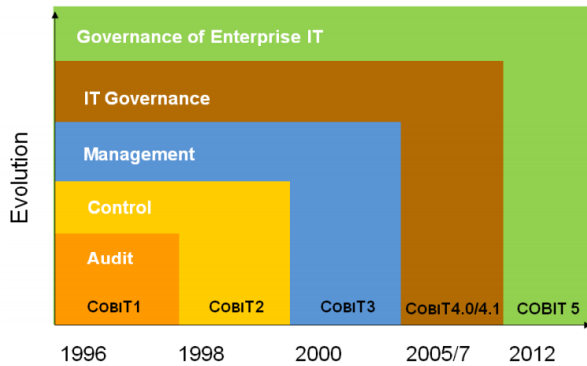 Governance of Enterprise IT
IT Governance
Management
Control
Audit
COBIT1 COBIT2 COBIT3 COBIT4.0/4.1 COBIT 5
1996 1998 2000 2005/7 2012
Evolution